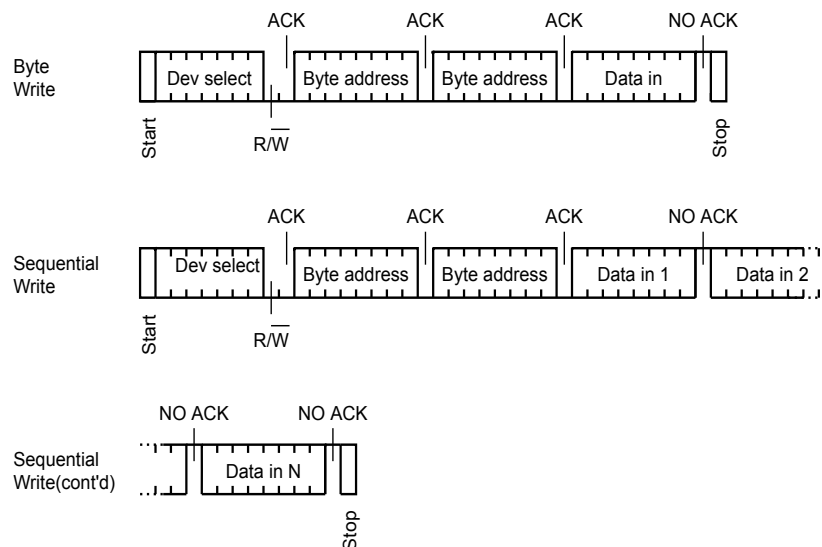 ACK ACK ACK NO ACK
Byte
Write
Dev select Byte address Byte address Data in
Start
R/W̅
Stop
ACK ACK ACK NO ACK
Sequential
Write
Dev select Byte address Byte address Data in 1 Data in 2
Start
R/W̅
NO ACK NO ACK
Sequential
Write(cont'd)
Data in N
Stop